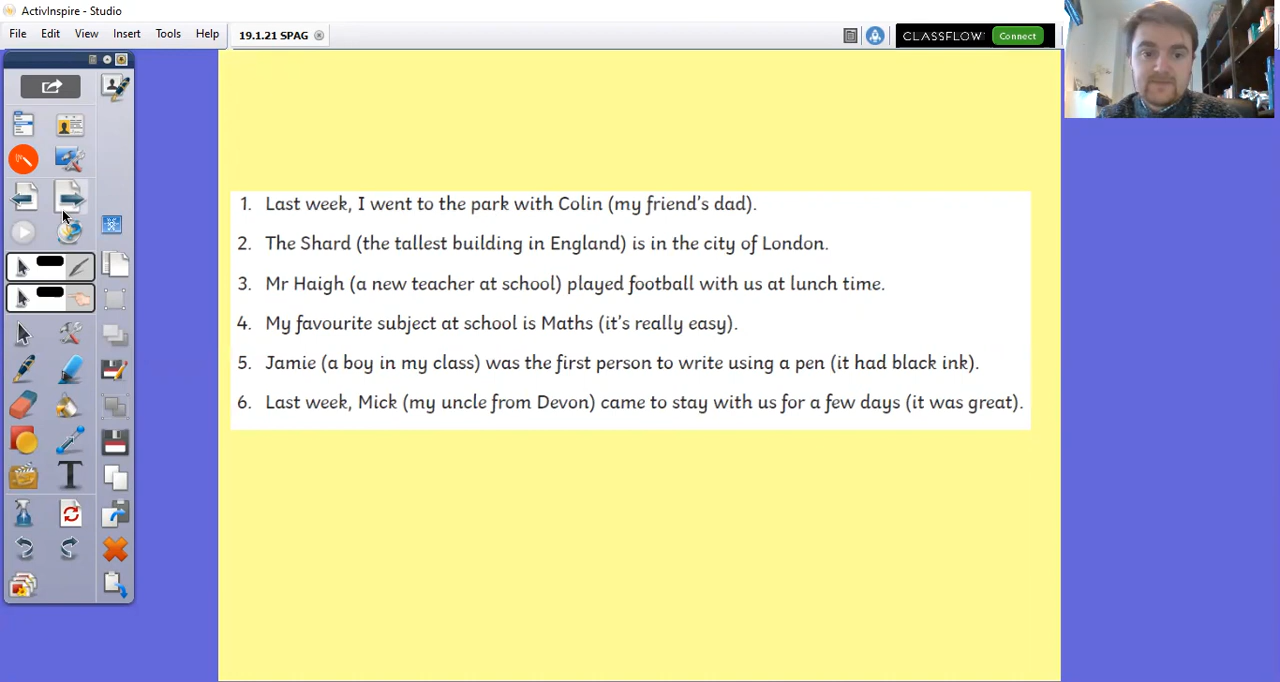 ActivInspire - Studio
File Edit View Insert Tools Help
19.1.21 SPAG
CLASSFLOW Connect
1. Last week, I went to the park with Colin (my friend's dad).
2. The Shard (the tallest building in England) is in the city of London.
3. Mr Haigh (a new teacher at school) played football with us at lunch time.
4. My favourite subject at school is Maths (it's really easy).
5. Jamie (a boy in my class) was the first person to write using a pen (it had black ink).
6. Last week, Mick (my uncle from Devon) came to stay with us for a few days (it was great).